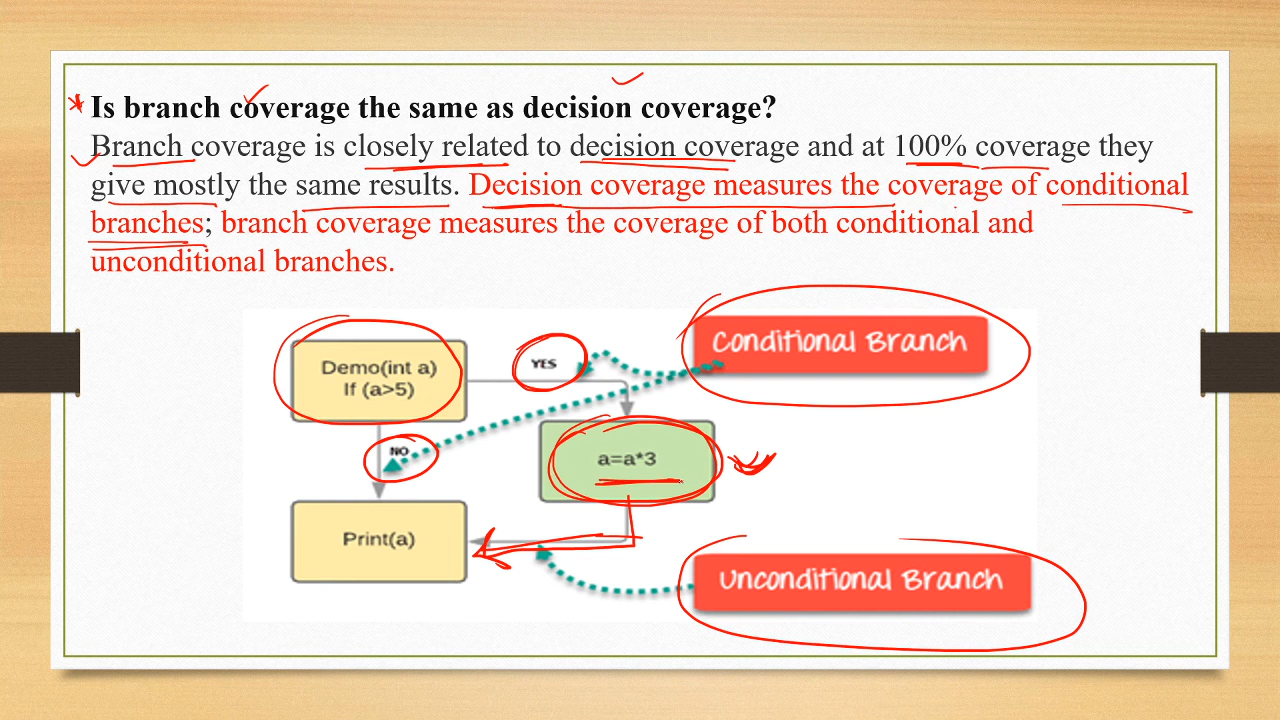 Is branch coverage the same as decision coverage?
Branch coverage is closely related to decision coverage and at 100% coverage they
give mostly the same results. Decision coverage measures the coverage of conditional
branches; branch coverage measures the coverage of both conditional and
unconditional branches.
Conditional Branch
Demo(int a)
If (a>5)
YES
NO
a=a*3
Print(a)
Unconditional Branch